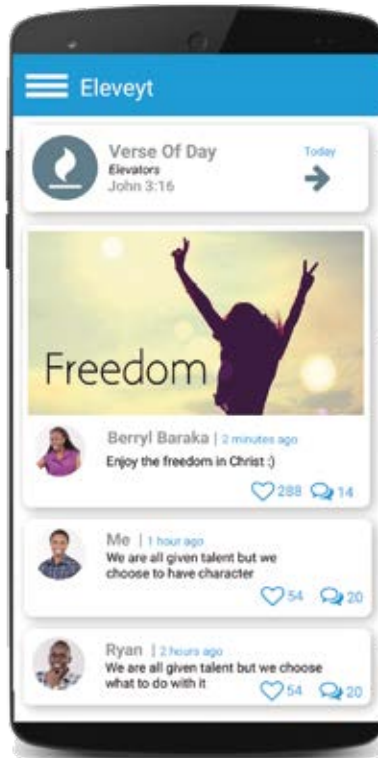 Eleveyt
Verse Of Day
Today
Elevators
John 3:16
Freedom
Berryl Baraka | 2 minutes ago
Enjoy the freedom in Christ :)
288 14
Me | 1 hour ago
We are all given talent but we
choose to have character
54 20
Ryan | 2 hours ago
We are all given talent but we choose
what to do with it
54 20